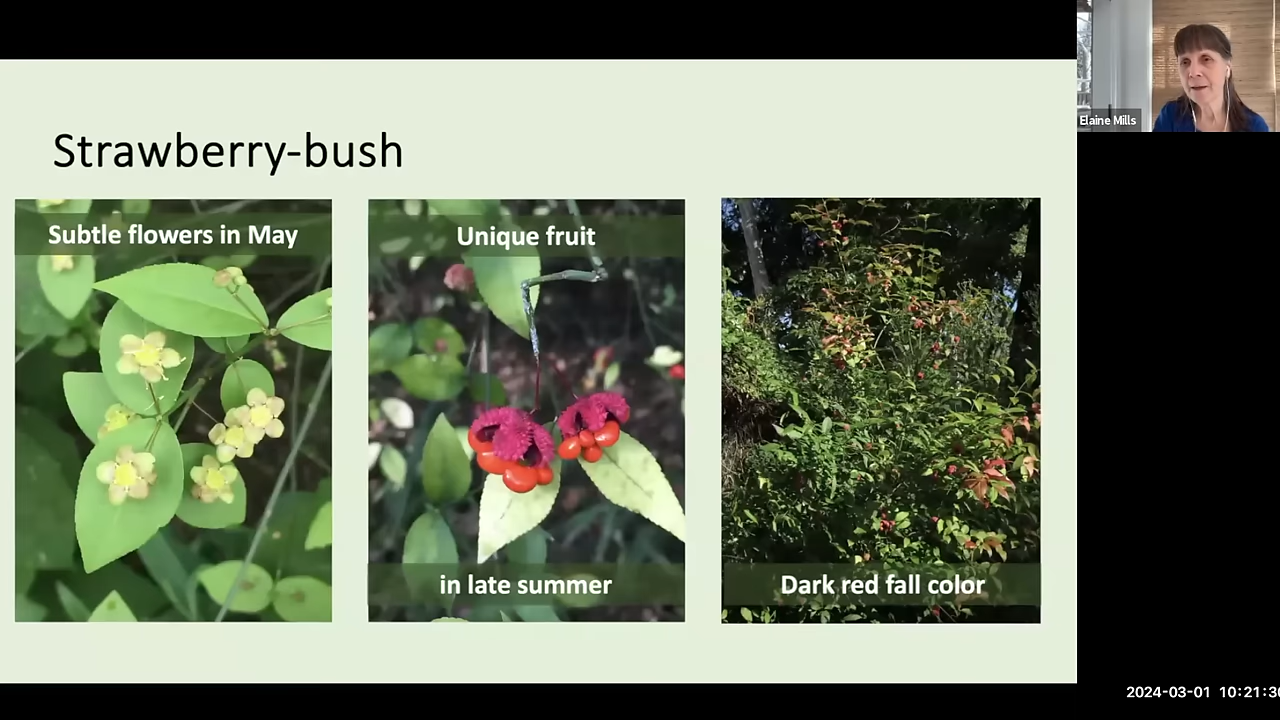 Strawberry-bush
Subtle flowers in May
Unique fruit
in late summer
Dark red fall color
Elaine Mills
2024-03-01 10:21:3